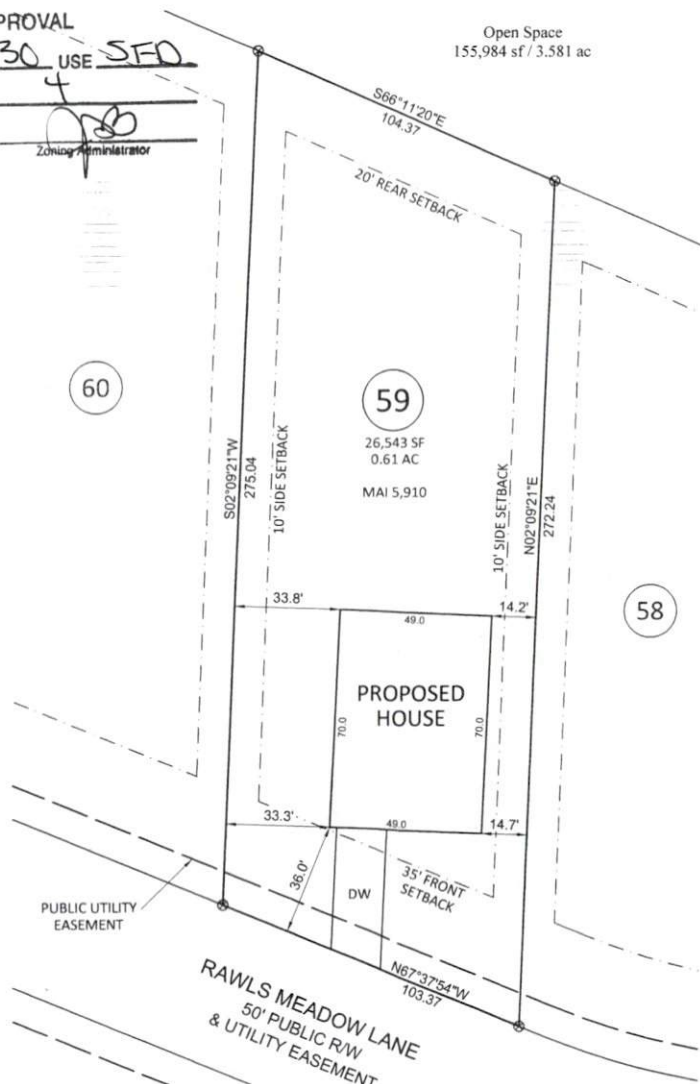 PROVAL
30 USE SFD
4
Zoning Administrator
Open Space
155,984 sf / 3.581 ac
S66°11'20"E
104.37
20' REAR SETBACK
60
59
26,543 SF
0.61 AC
MAI 5,910
S02°09'21"W
275.04
10' SIDE SETBACK
10' SIDE SETBACK
N02°09'21"E
272.24
58
33.8'
49.0
14.2'
PROPOSED
HOUSE
70.0
70.0
33.3'
49.0
14.7'
36.0'
DW
35' FRONT
SETBACK
PUBLIC UTILITY
EASEMENT
N67°37'54"W
103.37
RAWLS MEADOW LANE
50' PUBLIC R/W
& UTILITY EASEMENT